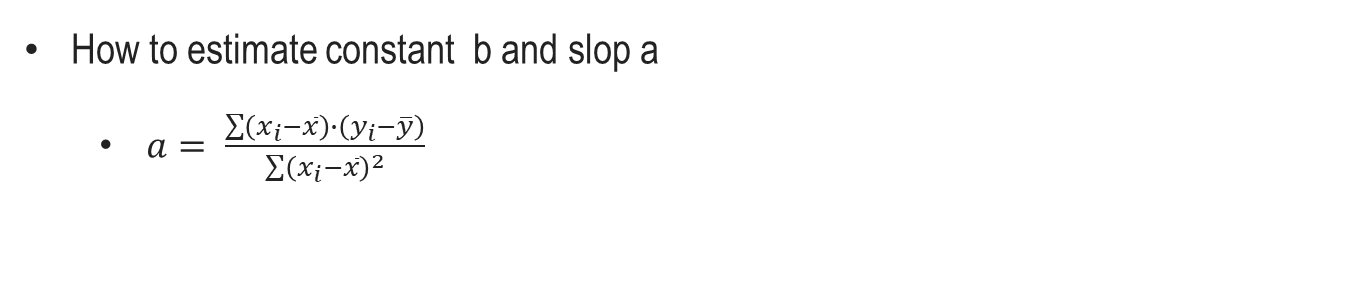 • How to estimate constant  b and slop a
• a = ∑(xᵢ−x̄)·(yᵢ−ȳ) / ∑(xᵢ−x̄)²